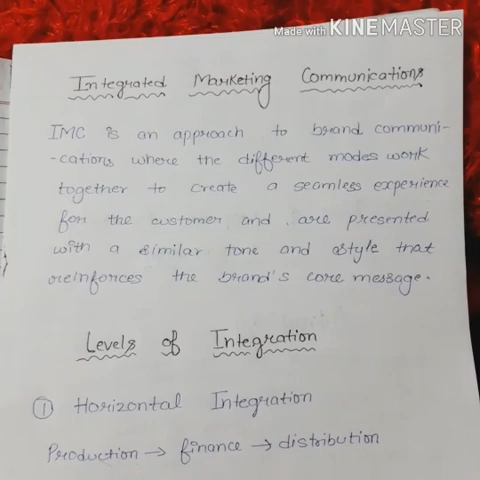 Made with KINEMASTER
Integrated Marketing Communications
IMC is an approach to brand communi-
-cations where the different modes work
together to create a seamless experience
for the customer and are presented
with a similar tone and style that
reinforces the brand's core message.
Levels of Integration
① Horizontal Integration
Production → finance → distribution